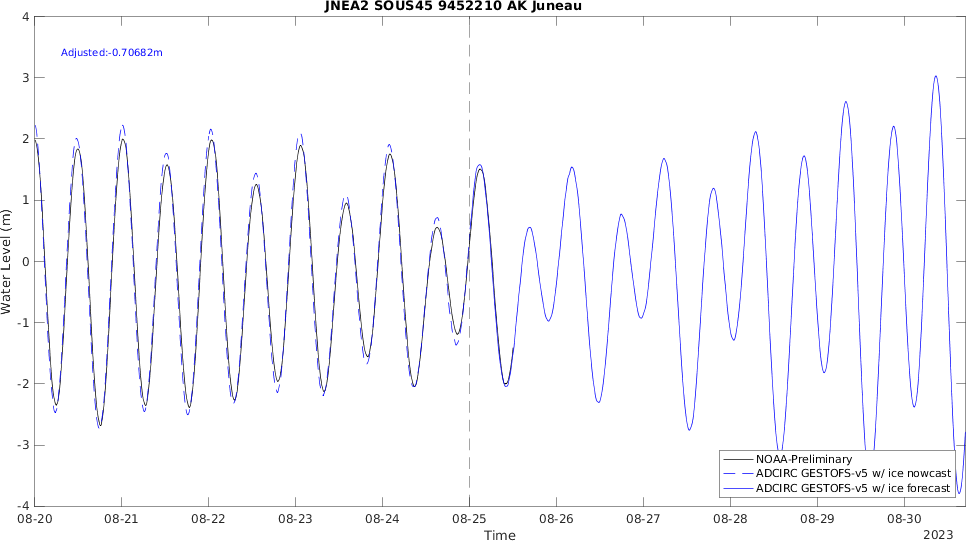 JNEA2 SOUS45 9452210 AK Juneau
Adjusted:-0.70682m
Water Level (m)
4
3
2
1
0
-1
-2
-3
-4
NOAA-Preliminary
ADCIRC GESTOFS-v5 w/ ice nowcast
ADCIRC GESTOFS-v5 w/ ice forecast
08-20 08-21 08-22 08-23 08-24 08-25 08-26 08-27 08-28 08-29 08-30
Time
2023